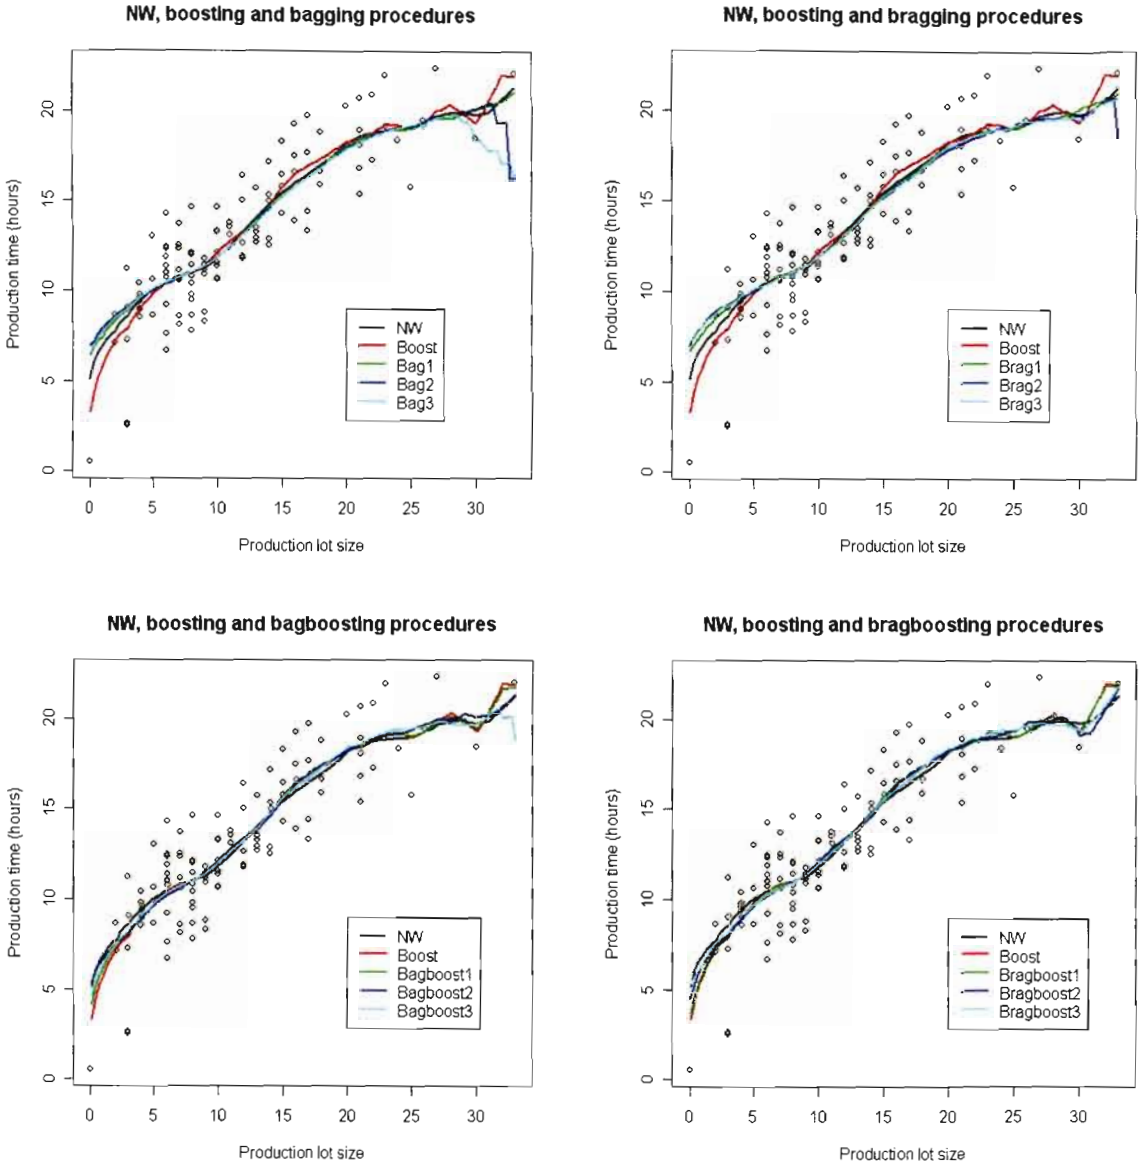 NW, boosting and bagging procedures
Production time (hours)
20
15
10
5
0
NW
Boost
Bag1
Bag2
Bag3
0 5 10 15 20 25 30
Production lot size
NW, boosting and bragging procedures
Production time (hours)
20
15
10
5
0
NW
Boost
Brag1
Brag2
Brag3
0 5 10 15 20 25 30
Production lot size
NW, boosting and bagboosting procedures
Production time (hours)
20
15
10
5
0
NW
Boost
Bagboost1
Bagboost2
Bagboost3
0 5 10 15 20 25 30
Production lot size
NW, boosting and bragboosting procedures
Production time (hours)
20
15
10
5
0
NW
Boost
Bragboost1
Bragboost2
Bragboost3
0 5 10 15 20 25 30
Production lot size